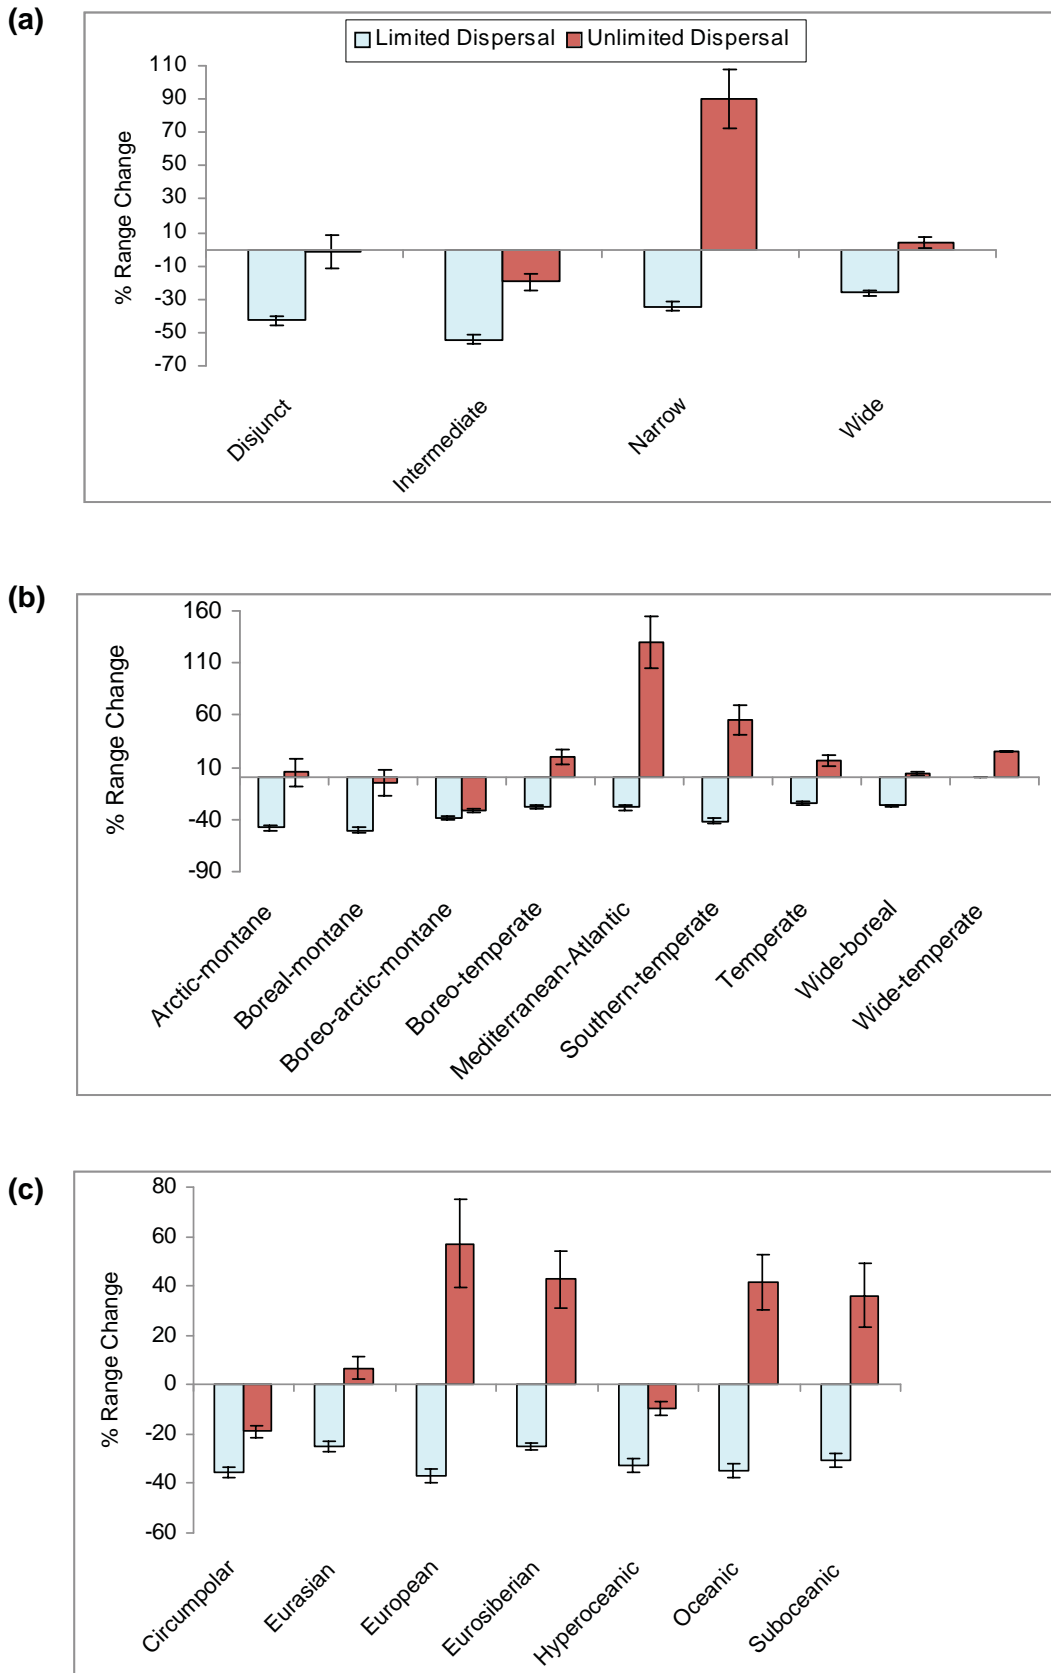 (a)
Limited Dispersal Unlimited Dispersal
% Range Change
110
90
70
50
30
10
-10
-30
-50
-70
Disjunct
Intermediate
Narrow
Wide
(b)
% Range Change
160
110
60
10
-40
-90
Arctic-montane
Boreal-montane
Boreo-arctic-montane
Boreo-temperate
Mediterranean-Atlantic
Southern-temperate
Temperate
Wide-boreal
Wide-temperate
(c)
% Range Change
80
60
40
20
0
-20
-40
-60
Circumpolar
Eurasian
European
Eurosiberian
Hyperoceanic
Oceanic
Suboceanic